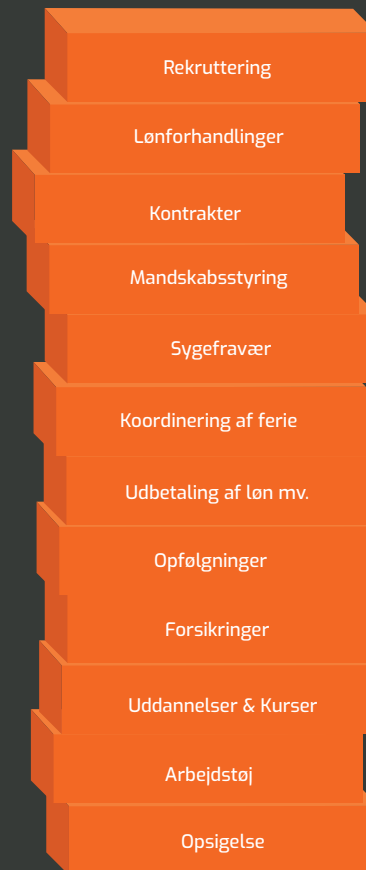 Rekruttering
Lønforhandlinger
Kontrakter
Mandskabsstyring
Sygefravær
Koordinering af ferie
Udbetaling af løn mv.
Opfølgninger
Forsikringer
Uddannelser & Kurser
Arbejdstøj
Opsigelse